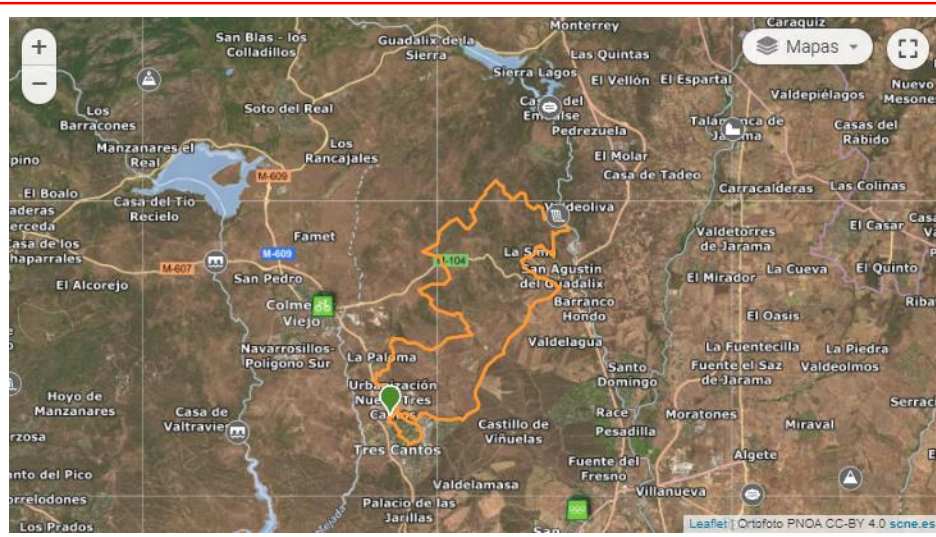 +
−
Mapas
Monterrey
Caraquiz
San Blas - los
Colladillos
Guadalix de la
Sierra
Las Quintas
Sierra Lagos
El Vellón
El Espartal
Nuevo
Mesones
Valdepiélagos
Los
Barracones
Soto del Real
Pedrezuela
Talamanca de
Jarama
Casas del
Rábido
Manzanares el
Real
Los
Rancajales
El Molar
M-609
Casa de Tadeo
El Boalo
Casa del Tío
Recielo
Carracalderas
Las Colinas
Valdeoliva
Famet
Valdetorres
de Jarama
El Casar
M-607
M-609
San Pedro
San Agustín
del Guadalix
El Alcorejo
El Mirador
La Cueva
El Quinto
Viejo
Barranco
Hondo
El Oasis
Navarrosillos-
Polígono Sur
La Paloma
Valdelagua
La Fuentecilla
La Piedra
Urbanización
Santo
Domingo
Fuente el Saz
de Jarama
Valdeolmos
Hoyo de
Manzanares
Casa de
Castillo de
Viñuelas
Race
Pesadilla
Moratones
Miraval
Tres Cantos
Fuente del
Fresno
Algete
Valdelamasa
Villanueva
Palacio de las
Jarillas
Los Prados
San
Leaflet | Ortofoto PNOA CC-BY 4.0 scne.es